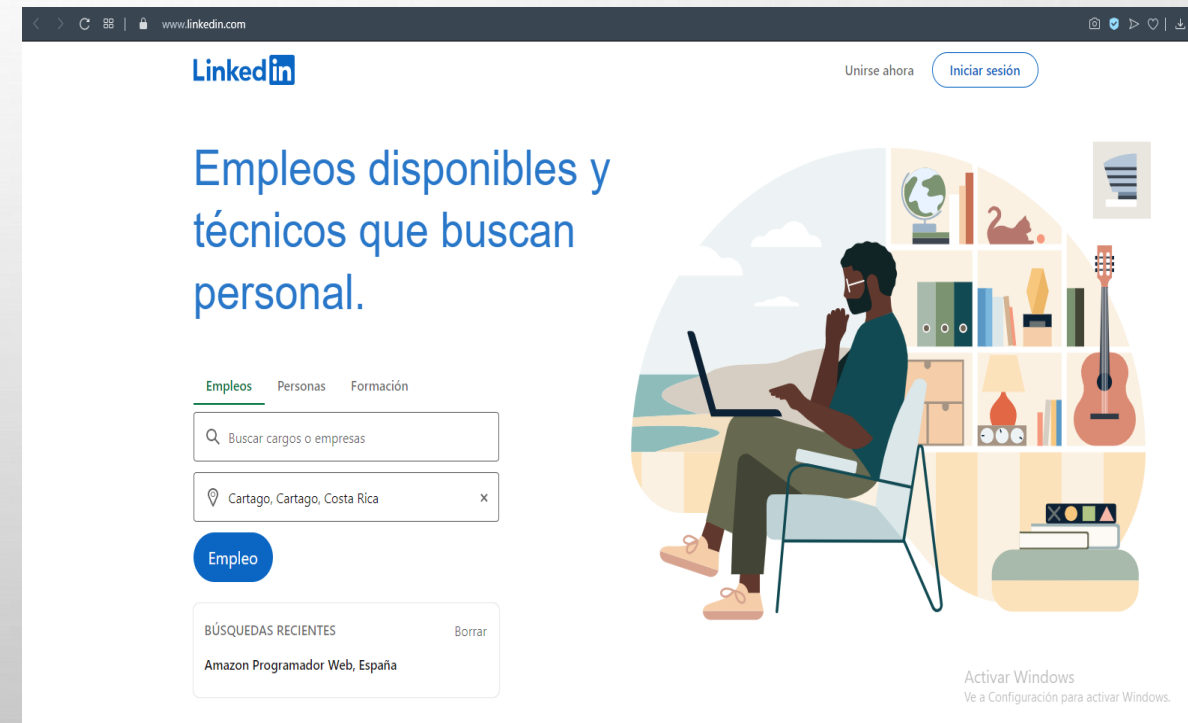 www.linkedin.com
Linkedin
Unirse ahora
Iniciar sesión
Empleos disponibles y
técnicos que buscan
personal.
Empleos Personas Formación
Buscar cargos o empresas
Cartago, Cartago, Costa Rica
Empleo
BÚSQUEDAS RECIENTES Borrar
Amazon Programador Web, España
Activar Windows
Ve a Configuración para activar Windows.